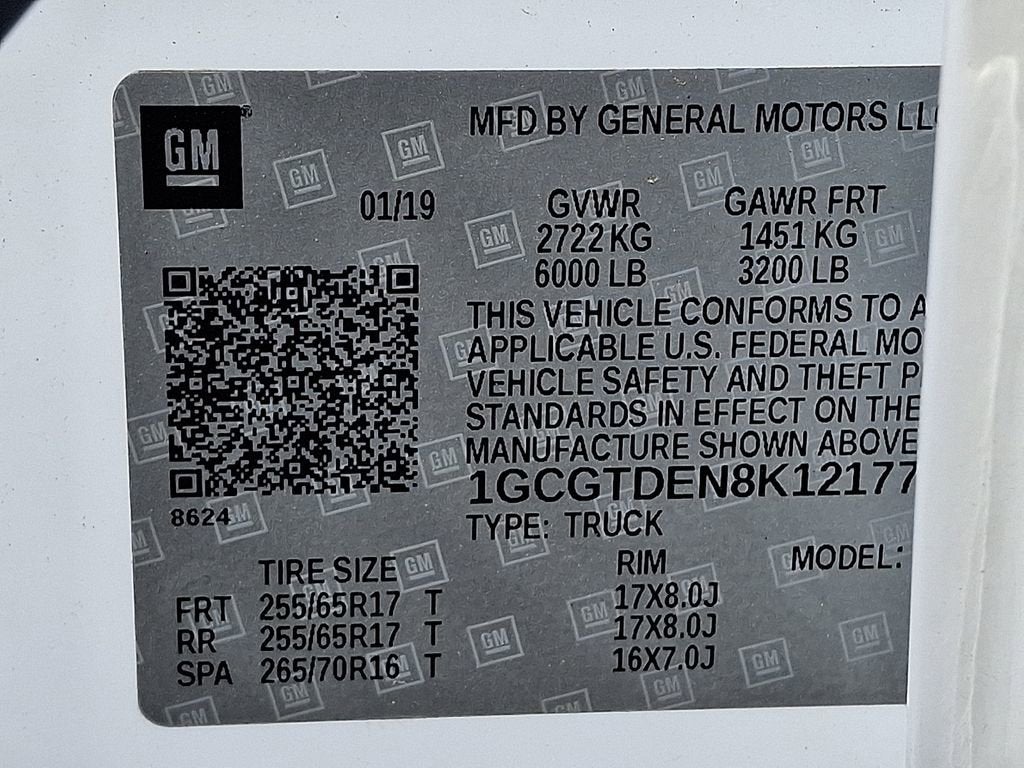 GM
MFD BY GENERAL MOTORS LL
01/19
GVWR GAWR FRT
2722 KG 1451 KG
6000 LB 3200 LB
THIS VEHICLE CONFORMS TO A
APPLICABLE U.S. FEDERAL MO
VEHICLE SAFETY AND THEFT P
STANDARDS IN EFFECT ON THE
MANUFACTURE SHOWN ABOVE
1GCGTDEN8K12177
8624
TYPE: TRUCK
TIRE SIZE RIM MODEL:
FRT 255/65R17 T 17X8.0J
RR 255/65R17 T 17X8.0J
SPA 265/70R16 T 16X7.0J